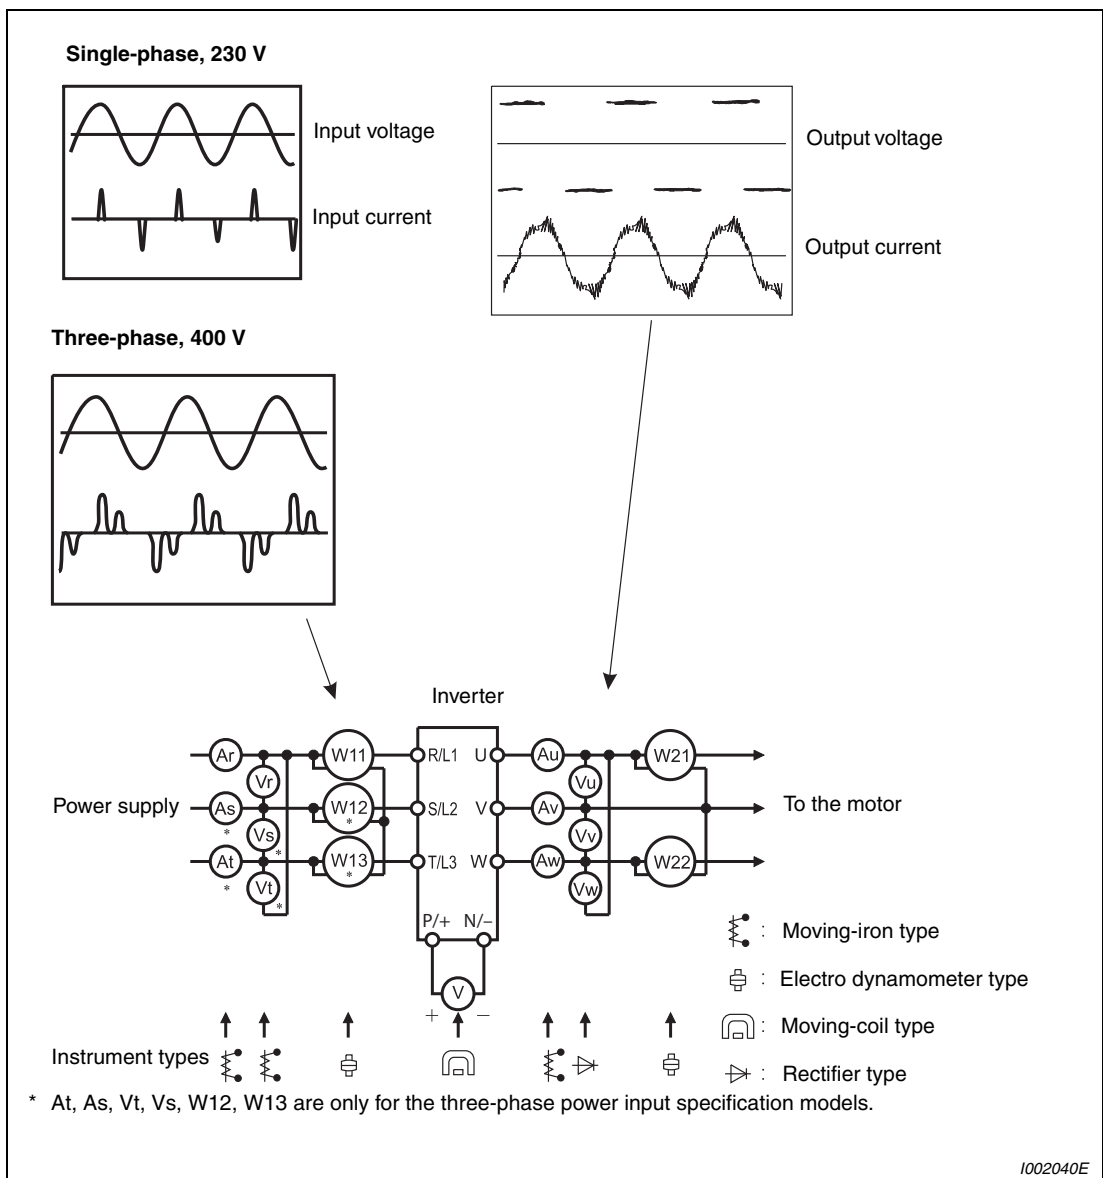 Single-phase, 230 V
Input voltage
Input current
Output voltage
Output current
Three-phase, 400 V
Inverter
Ar W11 R/L1 U Au W21
Vr Vu
Power supply As W12 S/L2 V Av To the motor
* * Vs * Vv
At W13 T/L3 W Aw W22
* * Vt * Vw
P/+ N/–
V
+ –
: Moving-iron type
: Electro dynamometer type
: Moving-coil type
: Rectifier type
Instrument types
* At, As, Vt, Vs, W12, W13 are only for the three-phase power input specification models.
I002040E